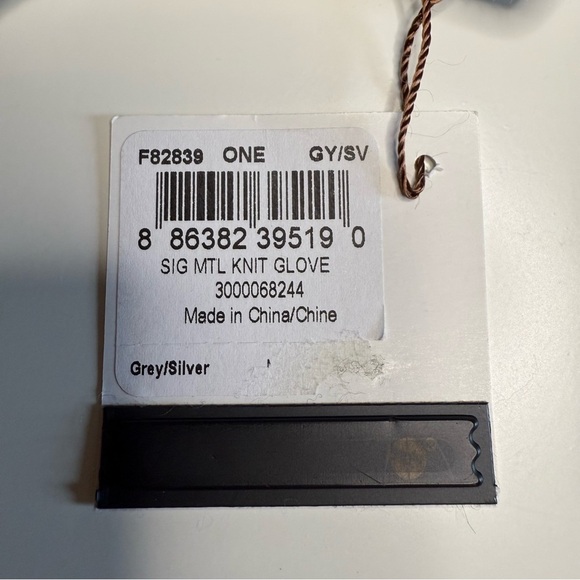 F82839 ONE GY/SV
8 86382 39519 0
SIG MTL KNIT GLOVE
3000068244
Made in China/Chine
Grey/Silver